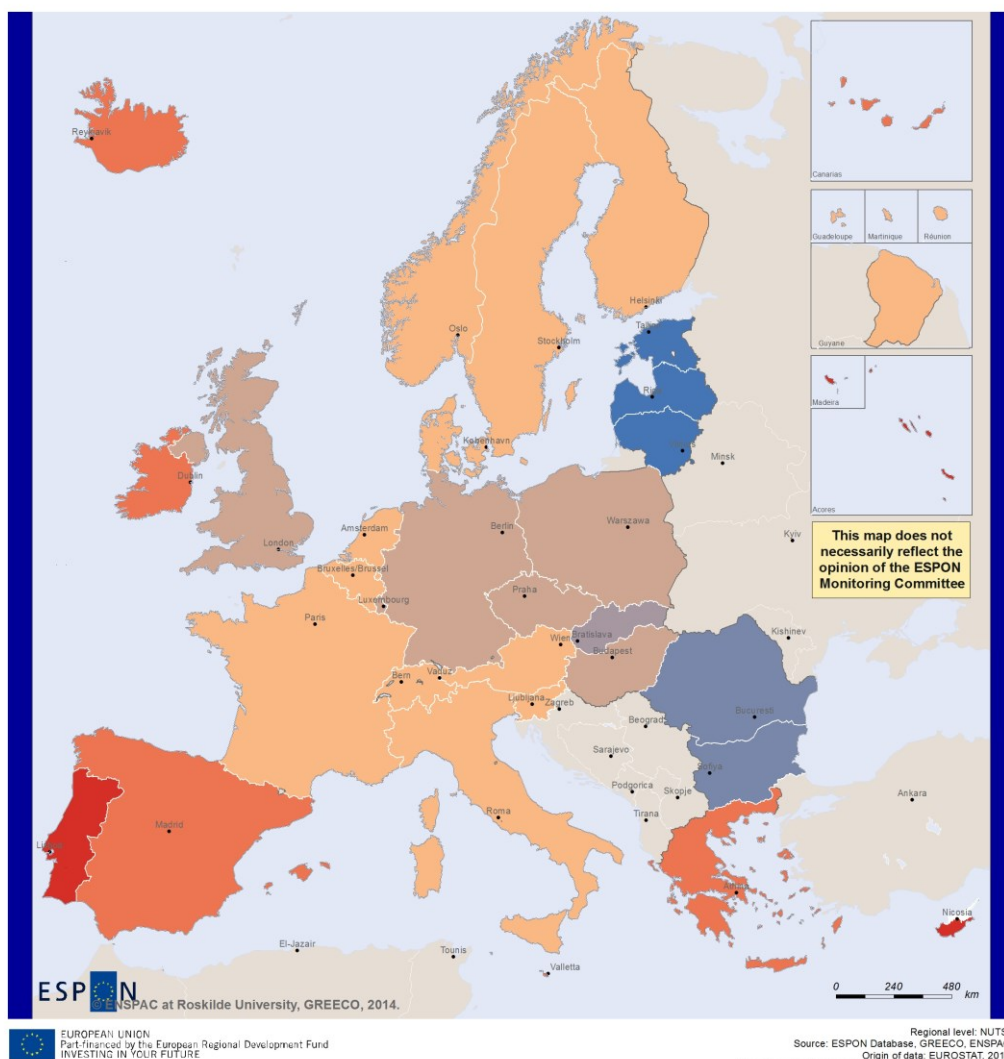 Reykjavik
Canarias
Guadeloupe
Martinique
Réunion
Guyane
Madeira
Acores
Helsinki
Oslo
Stockholm
København
Minsk
Dublin
London
Amsterdam
Berlin
Warszawa
Kyiv
Bruxelles/Brussel
Luxembourg
Praha
Paris
Wien
Bratislava
Budapest
Kishinev
Bern
Vaduz
Ljubljana
Zagreb
Bucuresti
Beograd
Sarajevo
Sofiya
Podgorica
Skopje
Tirana
Ankara
Madrid
Roma
Nicosia
El-Jazair
Tounis
Valletta
This map does not
necessarily reflect the
opinion of the ESPON
Monitoring Committee
ESPON
© ENSPAC at Roskilde University, GREECO, 2014.
0 240 480
km
EUROPEAN UNION
Part-financed by the European Regional Development Fund
INVESTING IN YOUR FUTURE
Regional level: NUTS
Source: ESPON Database, GREECO, ENSPA
Origin of data: EUROSTAT, 20